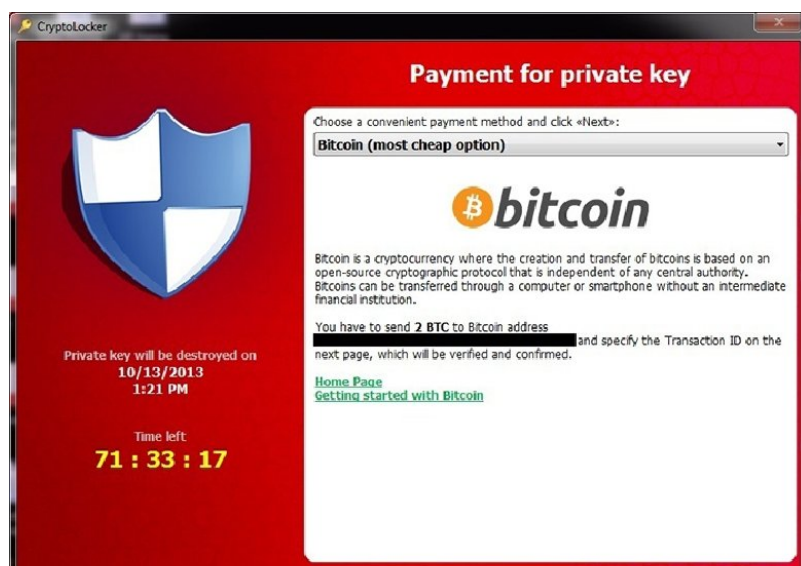 CryptoLocker
Payment for private key
Choose a convenient payment method and click «Next»:
Bitcoin (most cheap option)
bitcoin
Bitcoin is a cryptocurrency where the creation and transfer of bitcoins is based on an
open-source cryptographic protocol that is independent of any central authority.
Bitcoins can be transferred through a computer or smartphone without an intermediate
financial institution.
You have to send 2 BTC to Bitcoin address
and specify the Transaction ID on the
next page, which will be verified and confirmed.
Home Page
Getting started with Bitcoin
Private key will be destroyed on
10/13/2013
1:21 PM
Time left
71 : 33 : 17